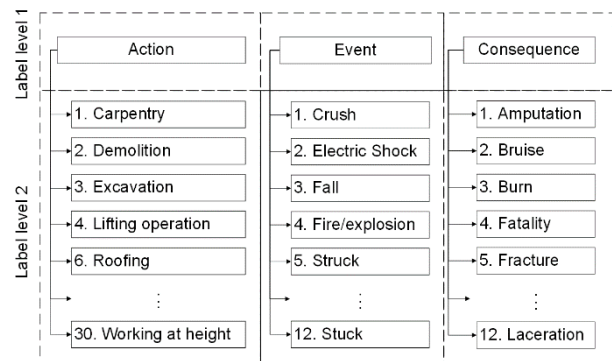 Label level 1
Action
Event
Consequence
Label level 2
1. Carpentry
2. Demolition
3. Excavation
4. Lifting operation
6. Roofing
⋮
30. Working at height
1. Crush
2. Electric Shock
3. Fall
4. Fire/explosion
5. Struck
⋮
12. Stuck
1. Amputation
2. Bruise
3. Burn
4. Fatality
5. Fracture
⋮
12. Laceration